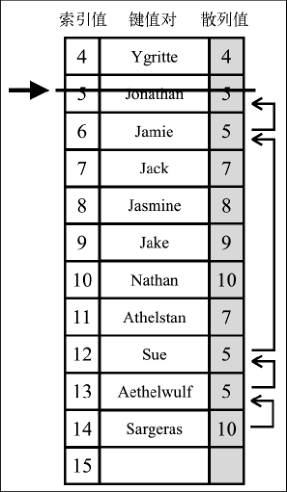 索引值 键值对 散列值
4 Ygritte 4
5 Jonathan 5
6 Jamie 5
7 Jack 7
8 Jasmine 8
9 Jake 9
10 Nathan 10
11 Athelstan 7
12 Sue 5
13 Aethelwulf 5
14 Sargeras 10
15